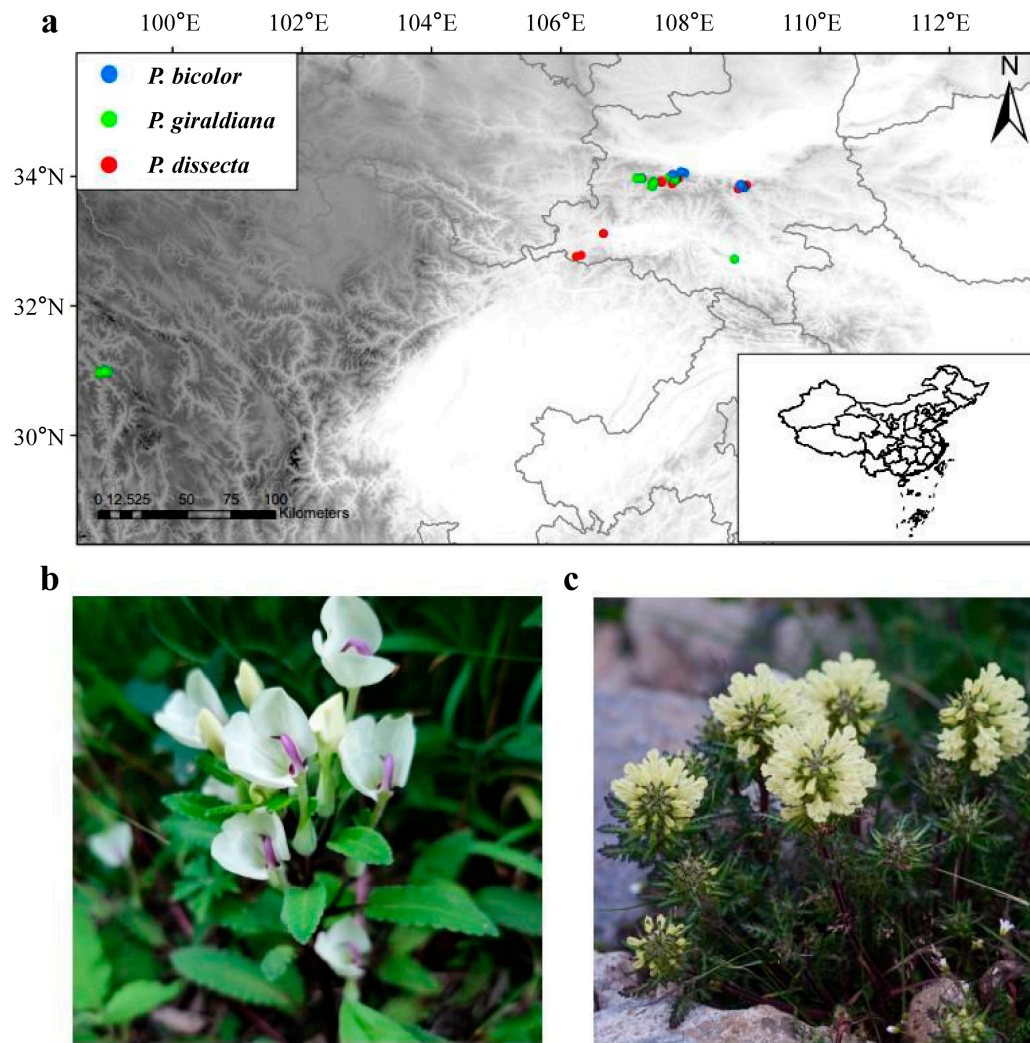 a
100°E 102°E 104°E 106°E 108°E 110°E 112°E
P. bicolor
P. giraldiana
P. dissecta
N
34°N
32°N
30°N
0 12.525 50 75 100
Kilometers
b
c